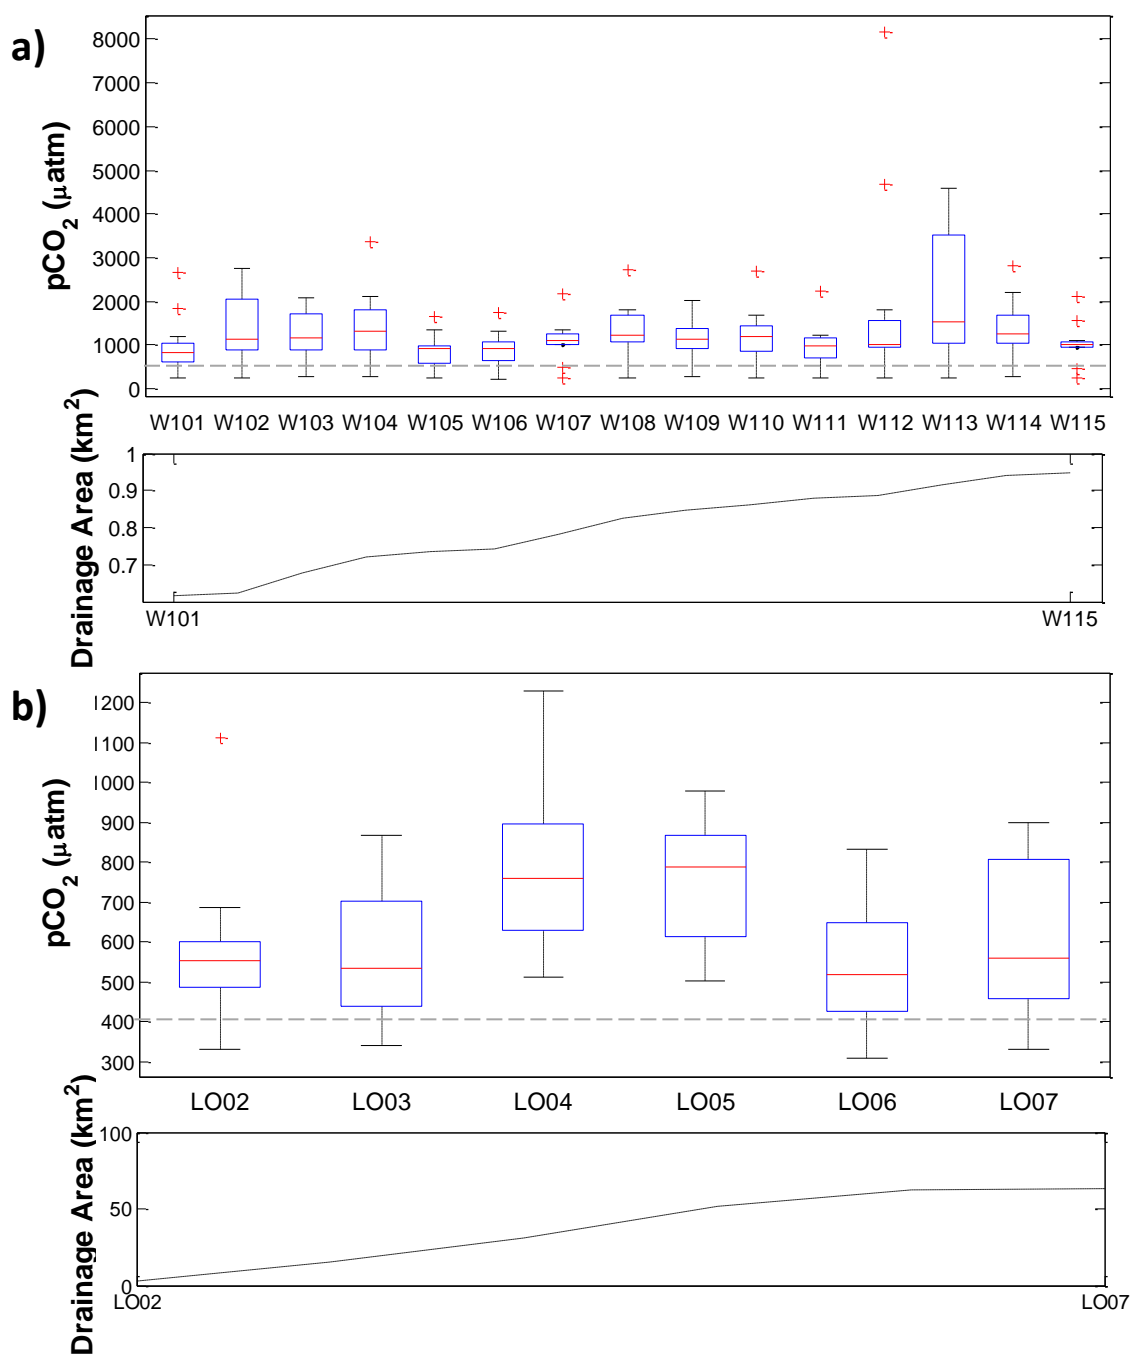 a)
pCO2 (μatm)
8000
7000
6000
5000
4000
3000
2000
1000
0
W101 W102 W103 W104 W105 W106 W107 W108 W109 W110 W111 W112 W113 W114 W115
Drainage Area (km2)
1
0.9
0.8
0.7
W101 W115
b)
pCO2 (μatm)
1200
1100
1000
900
800
700
600
500
400
300
LO02 LO03 LO04 LO05 LO06 LO07
Drainage Area (km2)
100
50
0
LO02 LO07